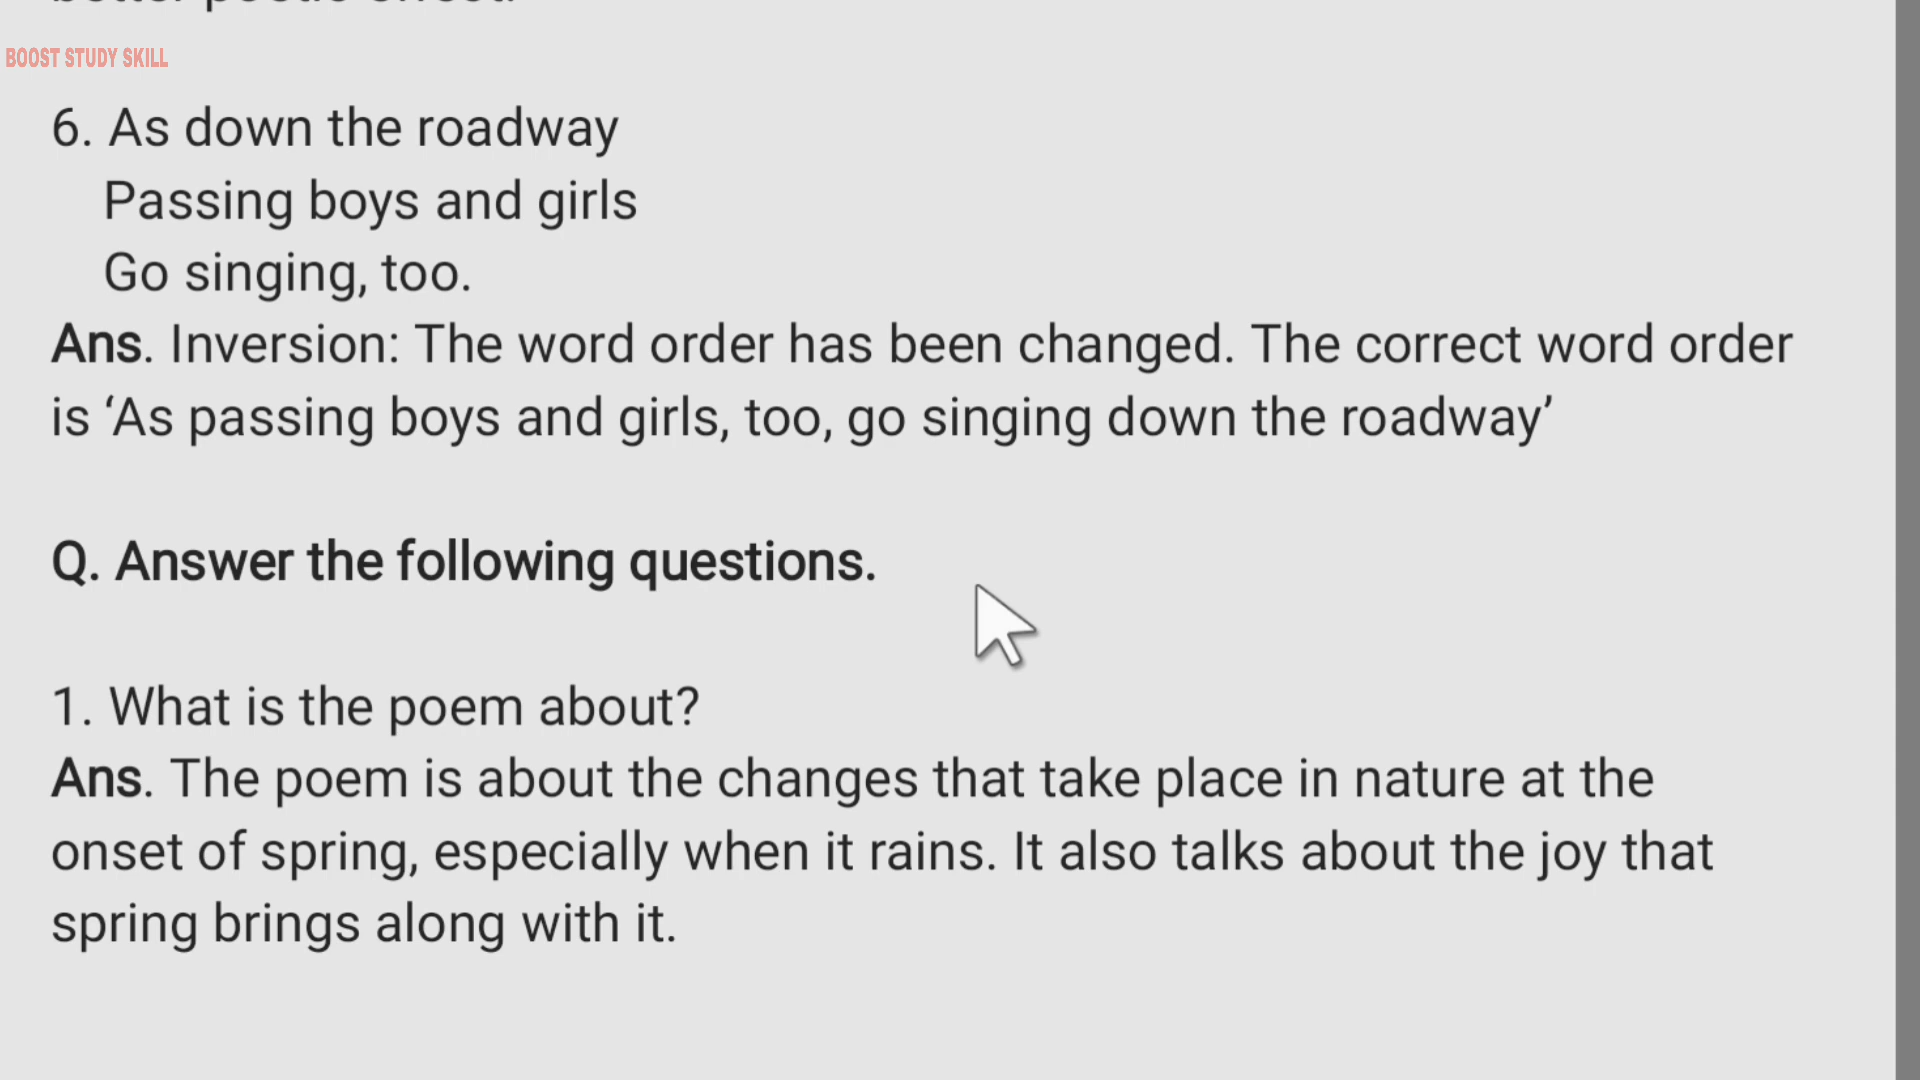 BOOST STUDY SKILL
6. As down the roadway
Passing boys and girls
Go singing, too.
Ans. Inversion: The word order has been changed. The correct word order
is ‘As passing boys and girls, too, go singing down the roadway’
Q. Answer the following questions.
1. What is the poem about?
Ans. The poem is about the changes that take place in nature at the
onset of spring, especially when it rains. It also talks about the joy that
spring brings along with it.